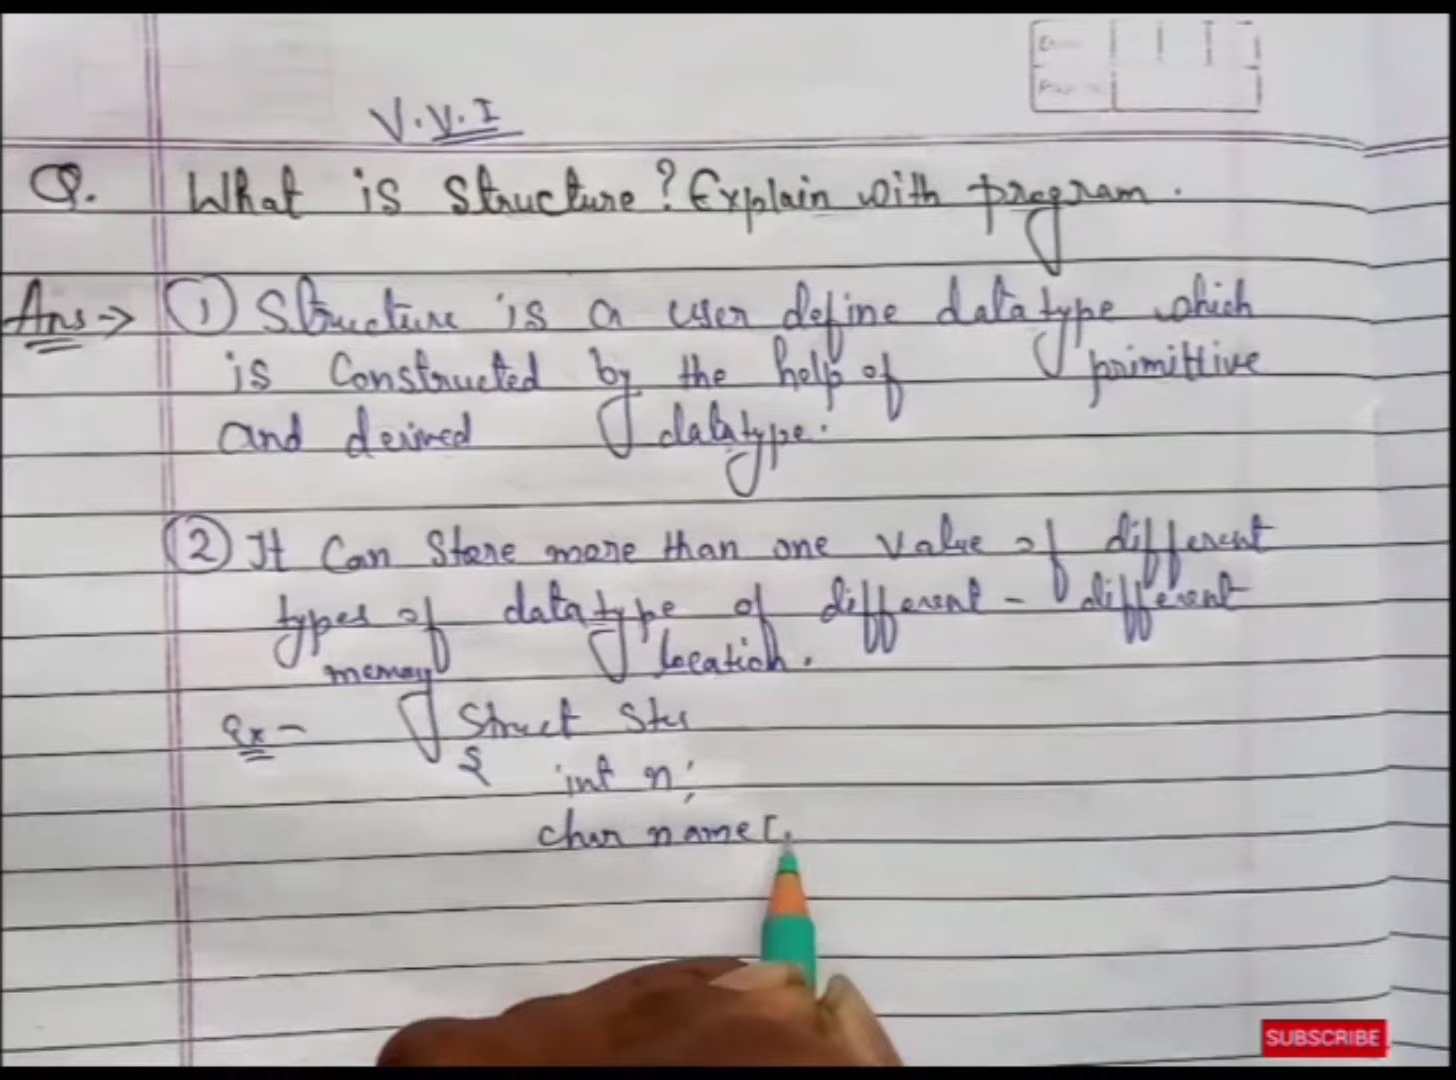 V.V.I
Q. What is structure? Explain with program.
Ans→ ① Structure is a user define datatype which
is Constructed by the help of primittive
and derived datatype.
② It Can Store more than one value of different
types of datatype of different - different
memory location.
Ex- Struct Stu
{ int n;
char name[
SUBSCRIBE